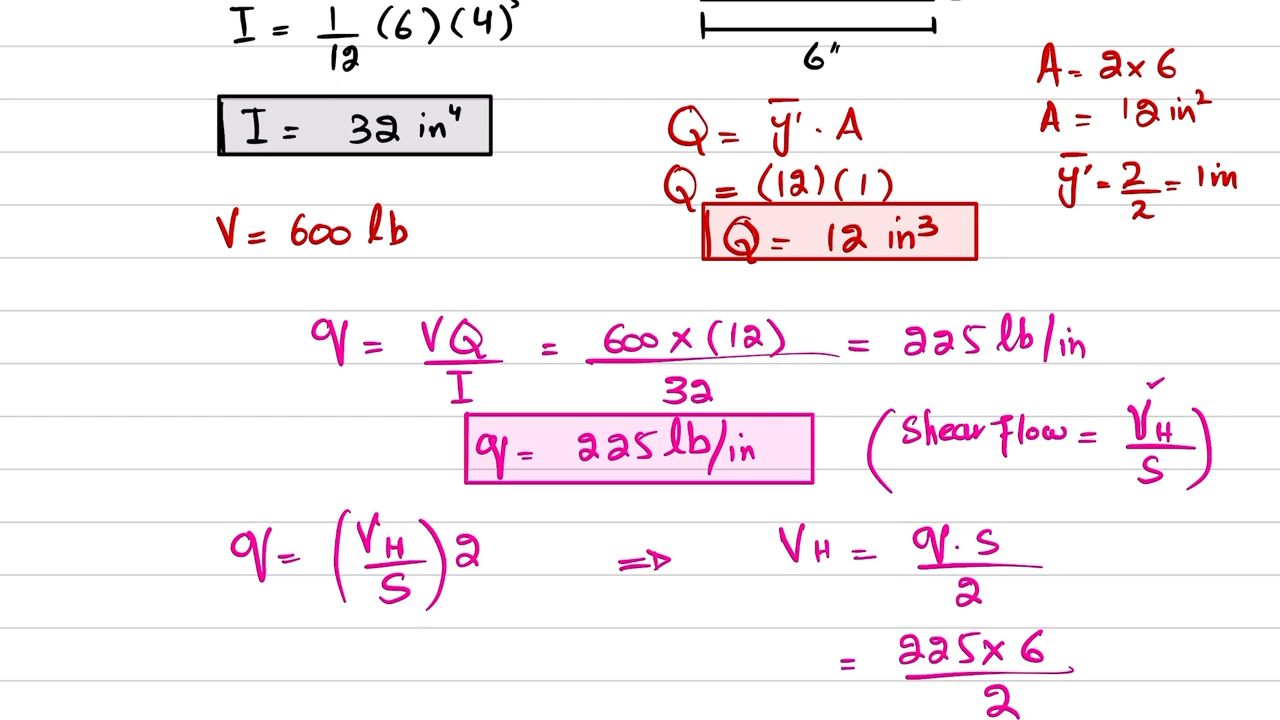 I = 1/12 (6)(4)³
6"
A = 2 × 6
I = 32 in⁴
Q = ȳ' · A
A = 12 in²
Q = (12)(1)
ȳ' = 2/2 = 1 in
V = 600 lb
Q = 12 in³
q = VQ/I = 600 × (12)/32 = 225 lb/in
q = 225 lb/in
(Shear Flow = V_H/S)
q = (V_H/S) 2 ⇒ V_H = q · s/2
= 225 × 6/2